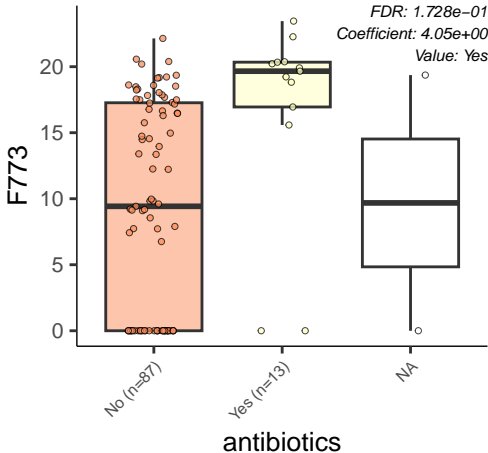 FDR: 1.728e−01
Coefficient: 4.05e+00
Value: Yes
F773
20
15
10
5
0
No (n=87)
Yes (n=13)
NA
antibiotics